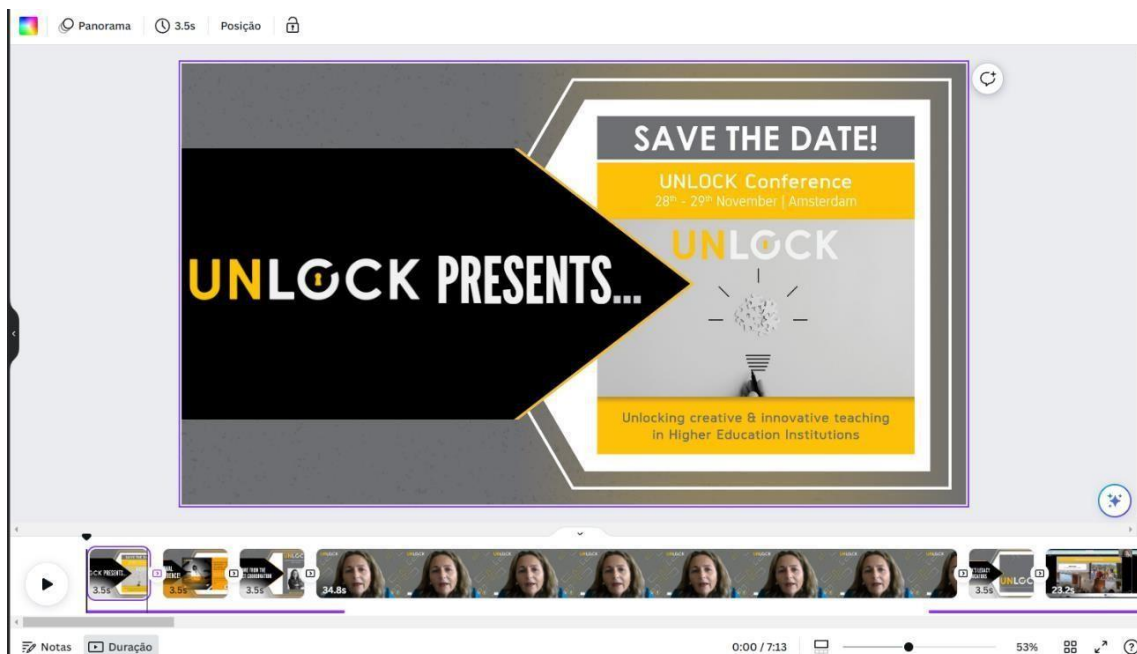 Panorama
3.5s
Posição
SAVE THE DATE!
UNLOCK Conference
28th - 29th November | Amsterdam
UNLOCK
UNLOCK PRESENTS...
Unlocking creative & innovative teaching
in Higher Education Institutions
3.5s
3.5s
3.5s
34.8s
3.5s
23.2s
Notas
Duração
0:00 / 7:13
53%